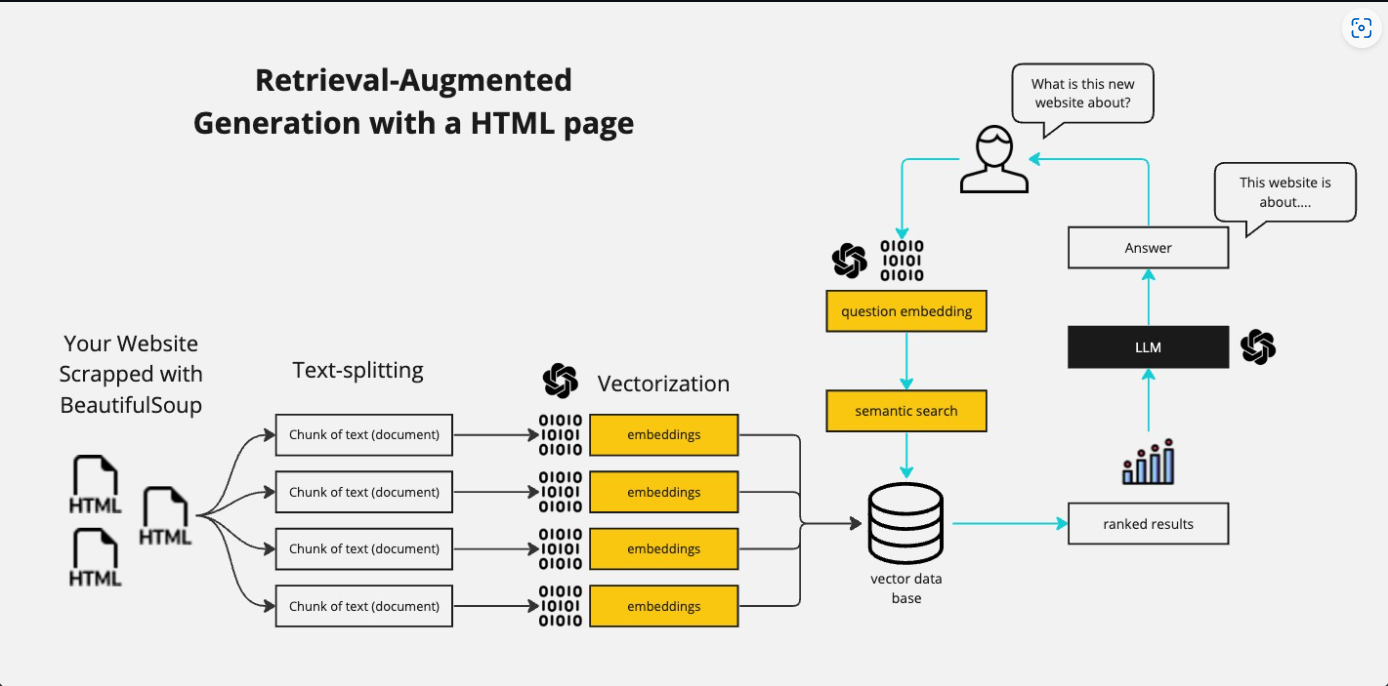 Retrieval-Augmented
Generation with a HTML page
What is this new
website about?
This website is
about....
Answer
01010
10101
01010
question embedding
LLM
semantic search
Your Website
Scrapped with
BeautifulSoup
Text-splitting
Vectorization
HTML
HTML
HTML
Chunk of text (document)
01010
10101
01010
embeddings
Chunk of text (document)
01010
10101
01010
embeddings
Chunk of text (document)
01010
10101
01010
embeddings
Chunk of text (document)
01010
10101
01010
embeddings
vector data
base
ranked results